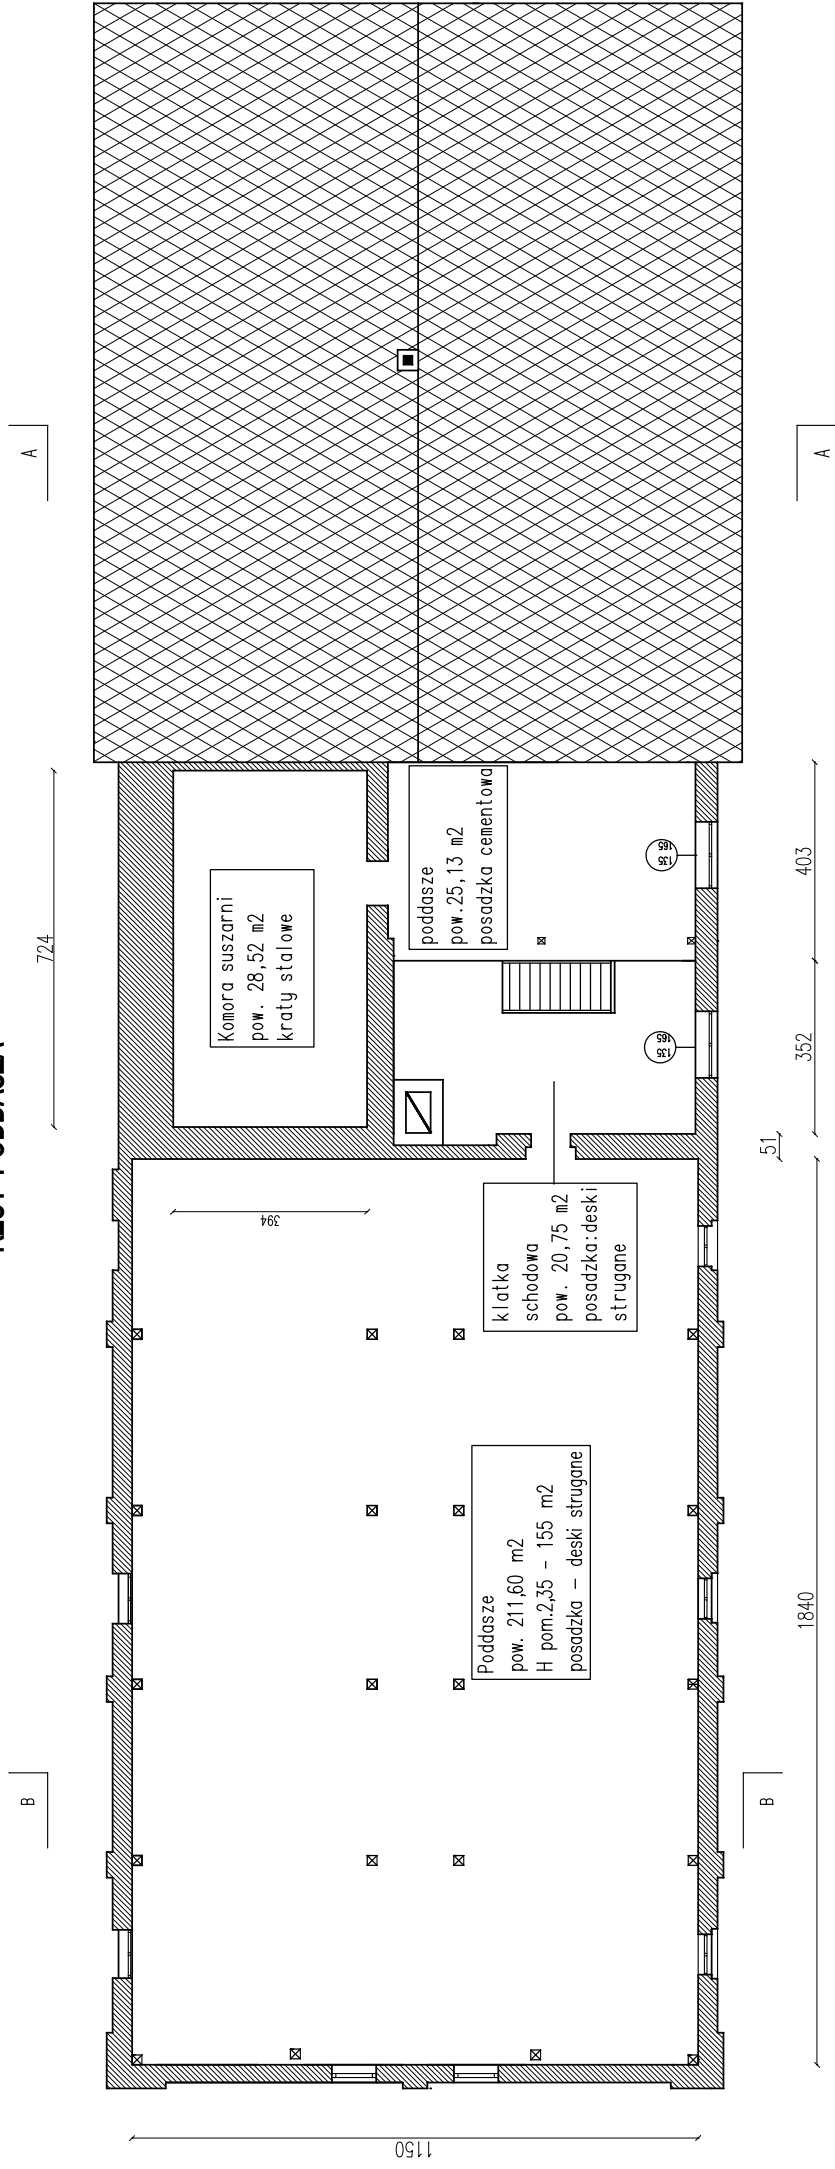 A
A
724
Komora suszarni
pow. 28,52 m2
kraty stalowe
poddasze
pow.25,13 m2
posadzka cementowa
165
135
403
165
135
352
51
394
klatka
schodowa
pow. 20,75 m2
posadzka:deski
strugane
Poddasze
pow. 211,60 m2
H pom.2,35 - 155 m2
posadzka – deski strugane
1840
B
B
1150